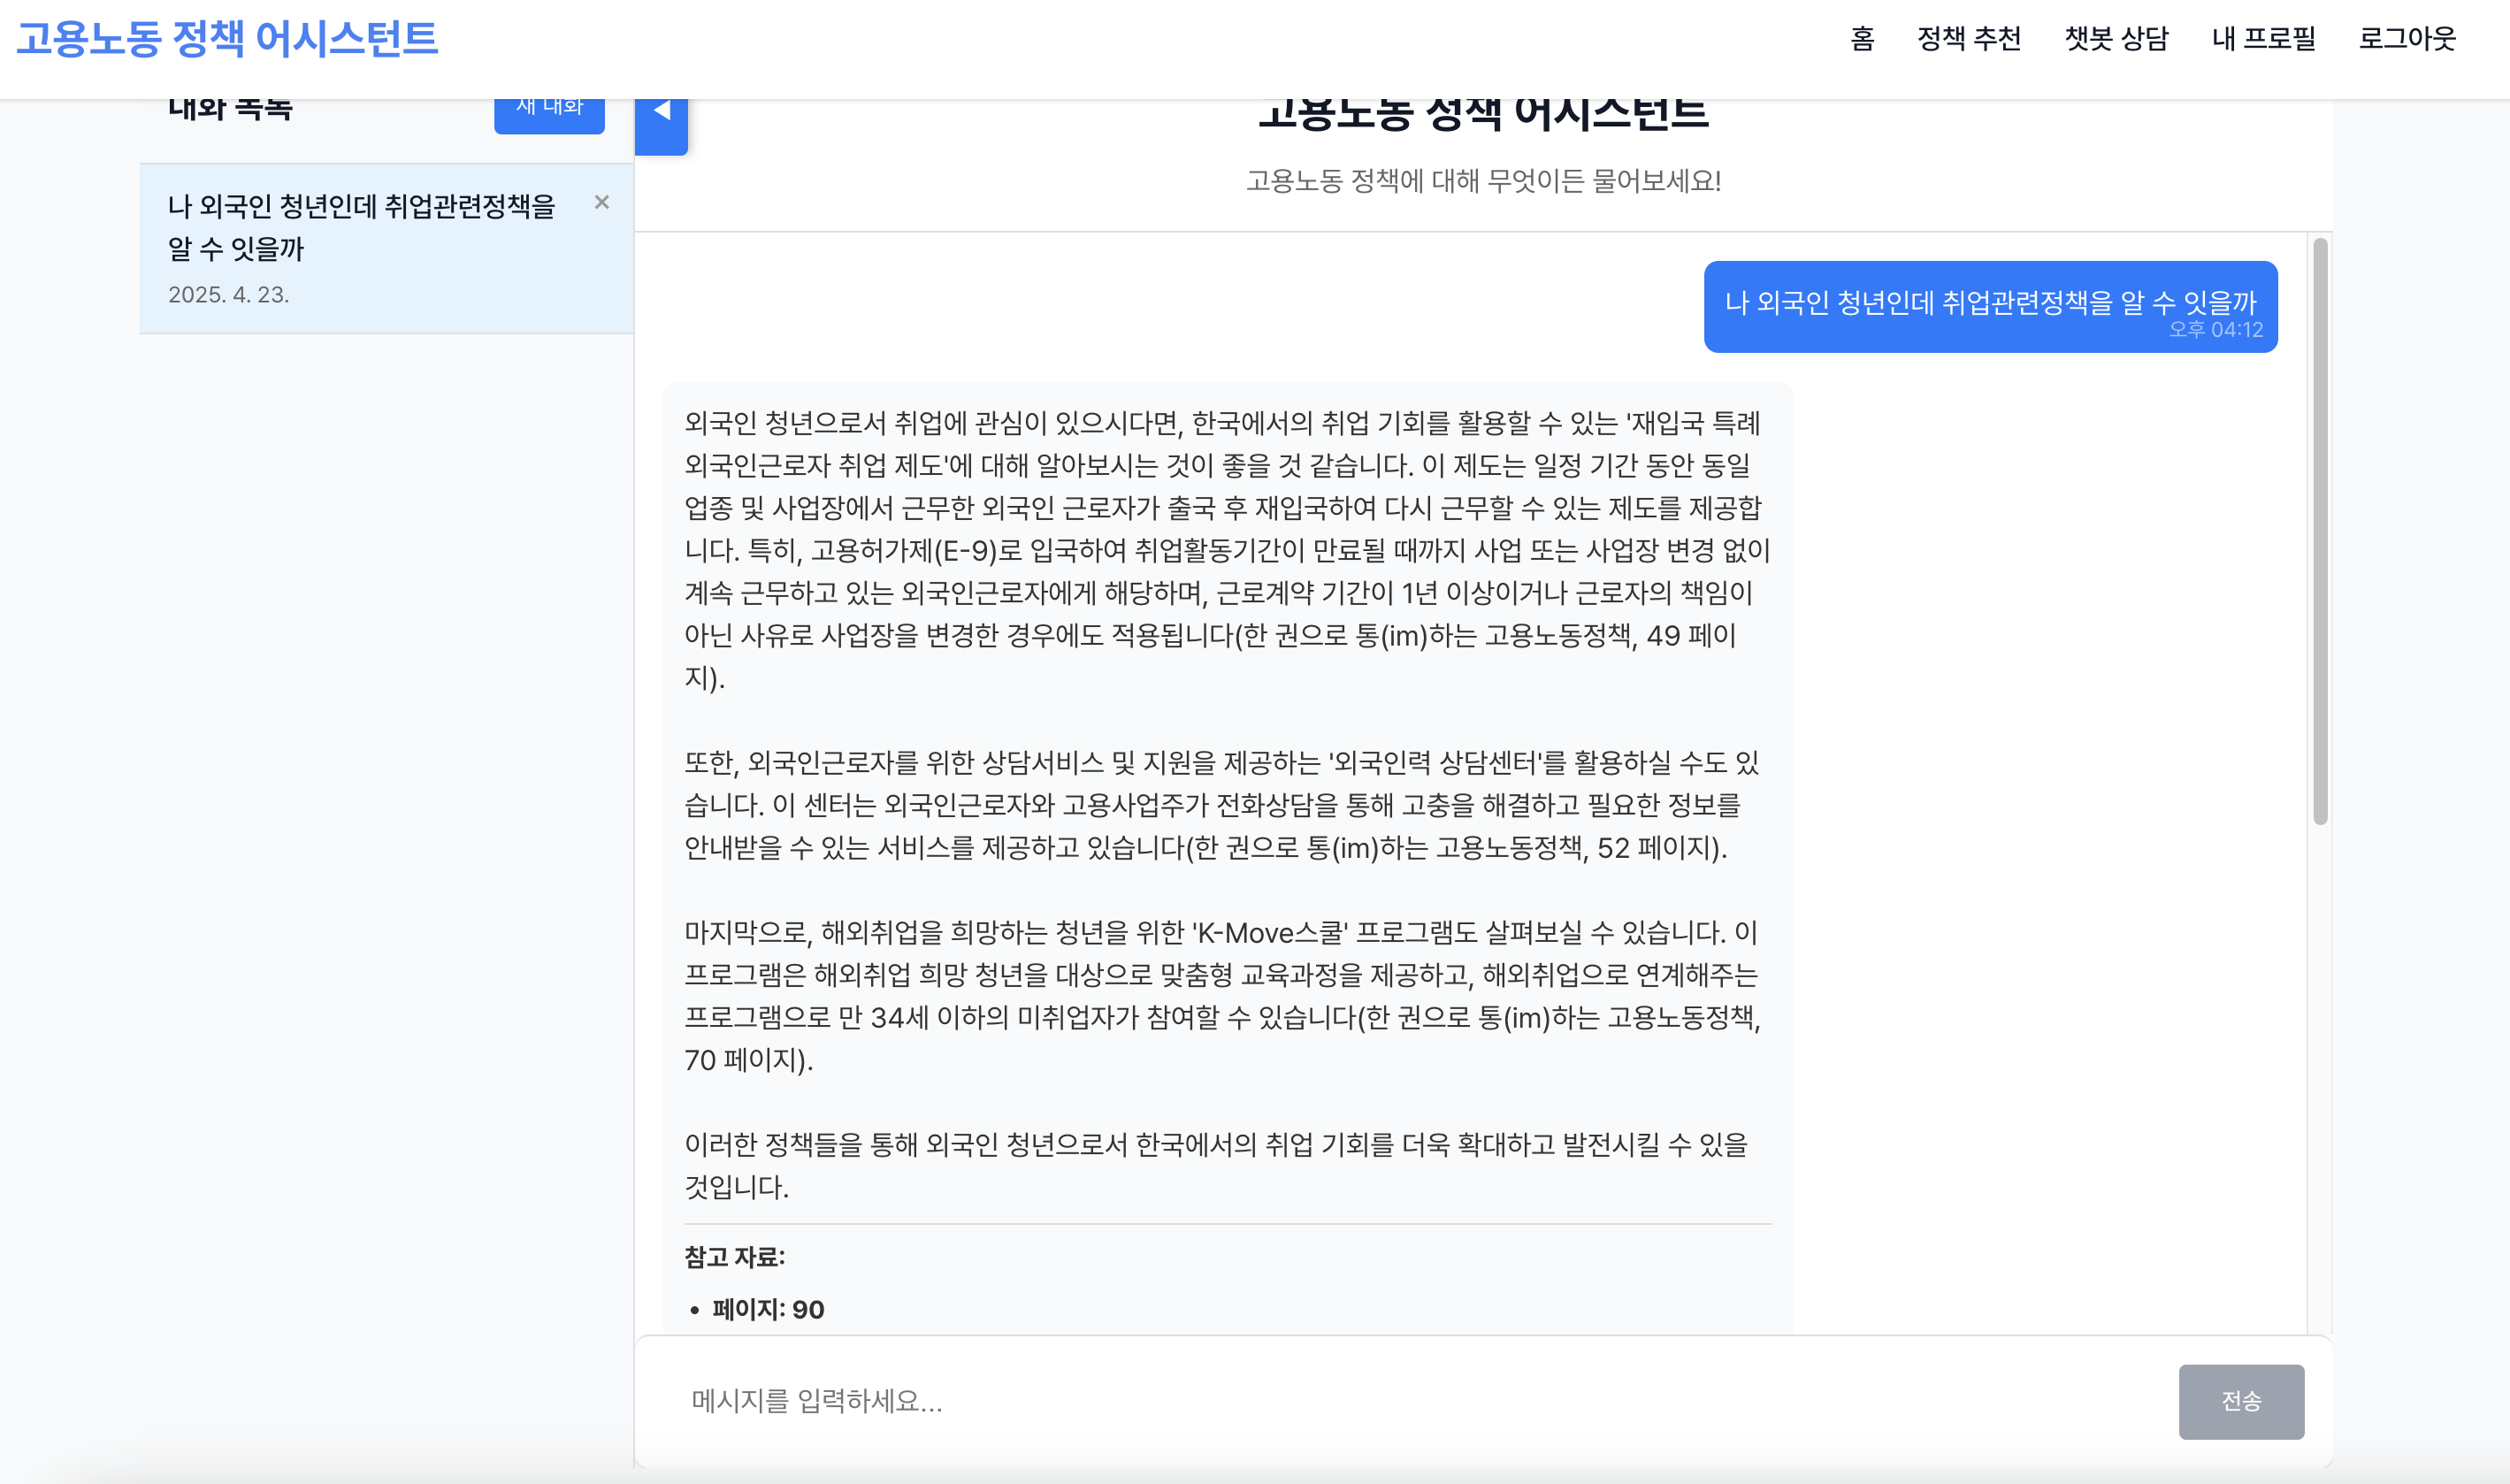 고용노동 정책 어시스턴트
홈 정책 추천 챗봇 상담 내 프로필 로그아웃
대화 목록
새 대화
나 외국인 청년인데 취업관련정책을
알 수 잇을까
2025. 4. 23.
고용노동 정책 어시스턴트
고용노동 정책에 대해 무엇이든 물어보세요!
나 외국인 청년인데 취업관련정책을 알 수 잇을까
오후 04:12
외국인 청년으로서 취업에 관심이 있으시다면, 한국에서의 취업 기회를 활용할 수 있는 '재입국 특례
외국인근로자 취업 제도'에 대해 알아보시는 것이 좋을 것 같습니다. 이 제도는 일정 기간 동안 동일
업종 및 사업장에서 근무한 외국인 근로자가 출국 후 재입국하여 다시 근무할 수 있는 제도를 제공합
니다. 특히, 고용허가제(E-9)로 입국하여 취업활동기간이 만료될 때까지 사업 또는 사업장 변경 없이
계속 근무하고 있는 외국인근로자에게 해당하며, 근로계약 기간이 1년 이상이거나 근로자의 책임이
아닌 사유로 사업장을 변경한 경우에도 적용됩니다(한 권으로 통(im)하는 고용노동정책, 49 페이
지).
또한, 외국인근로자를 위한 상담서비스 및 지원을 제공하는 '외국인력 상담센터'를 활용하실 수도 있
습니다. 이 센터는 외국인근로자와 고용사업주가 전화상담을 통해 고충을 해결하고 필요한 정보를
안내받을 수 있는 서비스를 제공하고 있습니다(한 권으로 통(im)하는 고용노동정책, 52 페이지).
마지막으로, 해외취업을 희망하는 청년을 위한 'K-Move스쿨' 프로그램도 살펴보실 수 있습니다. 이
프로그램은 해외취업 희망 청년을 대상으로 맞춤형 교육과정을 제공하고, 해외취업으로 연계해주는
프로그램으로 만 34세 이하의 미취업자가 참여할 수 있습니다(한 권으로 통(im)하는 고용노동정책,
70 페이지).
이러한 정책들을 통해 외국인 청년으로서 한국에서의 취업 기회를 더욱 확대하고 발전시킬 수 있을
것입니다.
참고 자료:
• 페이지: 90
메시지를 입력하세요...
전송